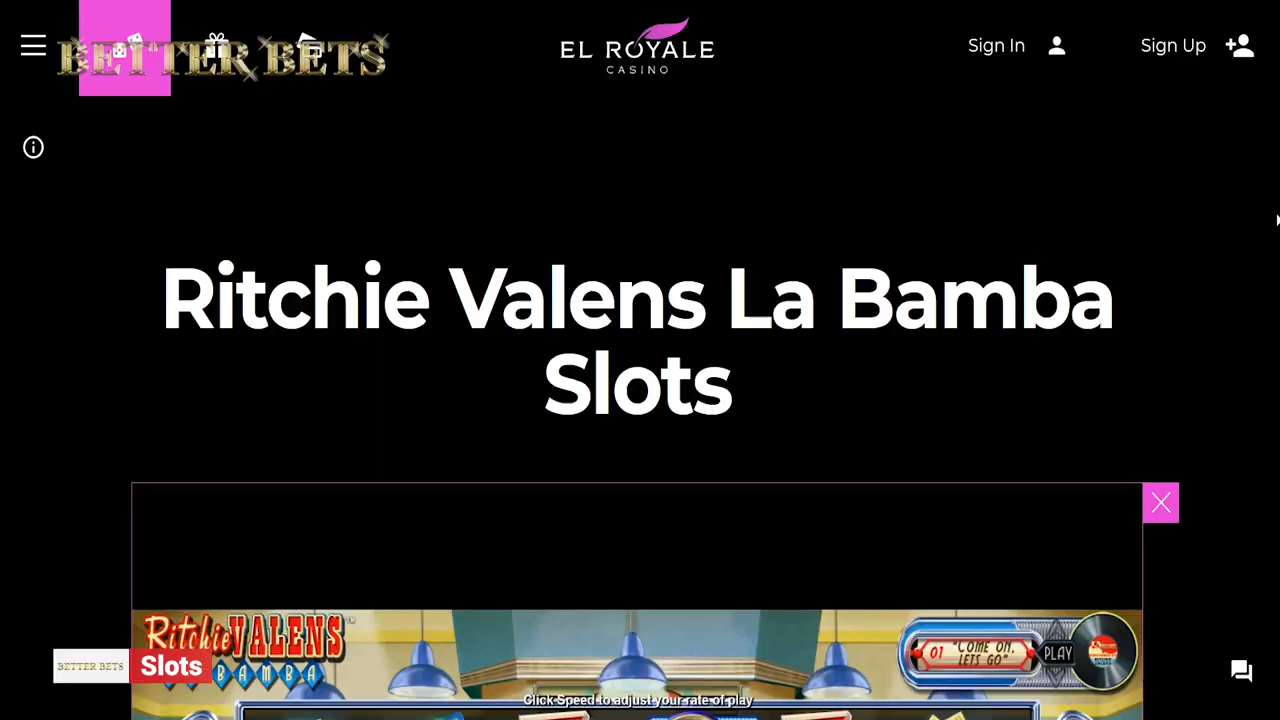 BETTER BETS
EL ROYALE
CASINO
Sign In
Sign Up
Ritchie Valens La Bamba
Slots
Ritchie VALENS™
BAMBA
01 "COME ON,
LETS GO"
PLAY
BETTER BETS
Slots
Click Speed to adjust your rate of play